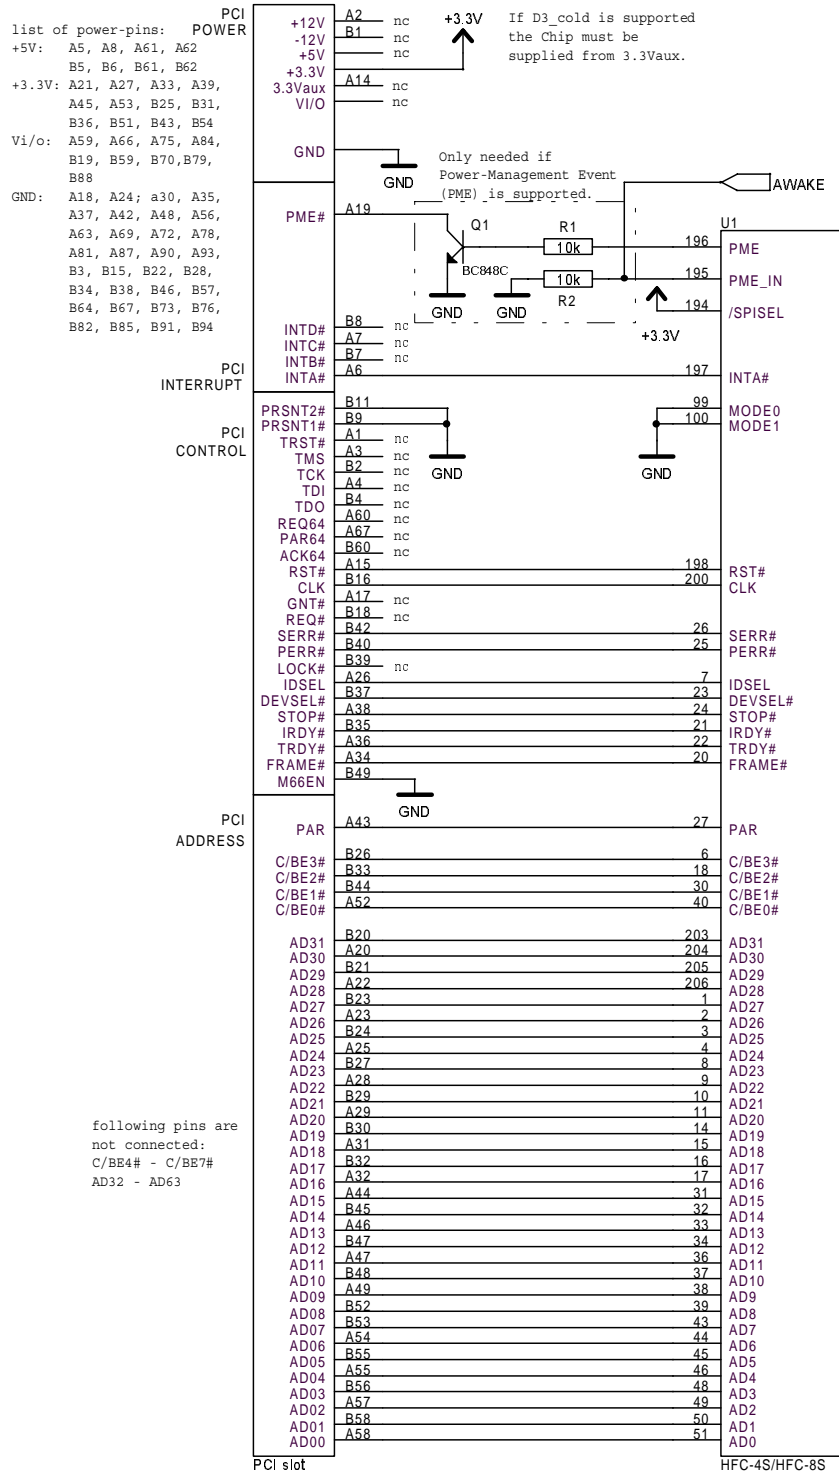 PCI
POWER
list of power-pins:
+5V: A5, A8, A61, A62
B5, B6, B61, B62
+3.3V: A21, A27, A33, A39,
A45, A53, B25, B31,
B36, B51, B43, B54
Vi/o: A59, A66, A75, A84,
B19, B59, B70,B79,
B88
GND: A18, A24; a30, A35,
A37, A42, A48, A56,
A63, A69, A72, A78,
A81, A87, A90, A93,
B3, B15, B22, B28,
B34, B38, B46, B57,
B64, B67, B73, B76,
B82, B85, B91, B94
+12V A2 nc
-12V B1 nc
+5V nc
+3.3V
3.3Vaux A14 nc
VI/O nc
GND
GND
+3.3V
If D3_cold is supported
the Chip must be
supplied from 3.3Vaux.
Only needed if
Power-Management Event
(PME) is supported.
AWAKE
U1
PME# A19
Q1
BC848C
R1
10k
10k
R2
GND
GND
+3.3V
196 PME
195 PME_IN
194 /SPISEL
INTD# B8 nc
INTC# A7 nc
INTB# B7 nc
INTA# A6 197 INTA#
PCI
INTERRUPT
PCI
CONTROL
PRSNT2# B11 99 MODE0
PRSNT1# B9 100 MODE1
GND
GND
TRST# A1 nc
TMS A3 nc
TCK B2 nc
TDI A4 nc
TDO B4 nc
REQ64 A60 nc
PAR64 A67 nc
ACK64 B60 nc
RST# A15 198 RST#
CLK B16 200 CLK
GNT# A17 nc
REQ# B18 nc
SERR# B42 26 SERR#
PERR# B40 25 PERR#
LOCK# B39 nc
IDSEL A26 7 IDSEL
DEVSEL# B37 23 DEVSEL#
STOP# A38 24 STOP#
IRDY# B35 21 IRDY#
TRDY# A36 22 TRDY#
FRAME# A34 20 FRAME#
M66EN B49
GND
PCI
ADDRESS
PAR A43 27 PAR
C/BE3# B26 6 C/BE3#
C/BE2# B33 18 C/BE2#
C/BE1# B44 30 C/BE1#
C/BE0# A52 40 C/BE0#
AD31 B20 203 AD31
AD30 A20 204 AD30
AD29 B21 205 AD29
AD28 A22 206 AD28
AD27 B23 1 AD27
AD26 A23 2 AD26
AD25 B24 3 AD25
AD24 A25 4 AD24
AD23 B27 8 AD23
AD22 A28 9 AD22
AD21 B29 10 AD21
AD20 A29 11 AD20
AD19 B30 14 AD19
AD18 A31 15 AD18
AD17 B32 16 AD17
AD16 A32 17 AD16
AD15 A44 31 AD15
AD14 B45 32 AD14
AD13 A46 33 AD13
AD12 B47 34 AD12
AD11 A47 36 AD11
AD10 B48 37 AD10
AD09 A49 38 AD9
AD08 B52 39 AD8
AD07 B53 43 AD7
AD06 A54 44 AD6
AD05 B55 45 AD5
AD04 A55 46 AD4
AD03 B56 48 AD3
AD02 A57 49 AD2
AD01 B58 50 AD1
AD00 A58 51 AD0
following pins are
not connected:
C/BE4# - C/BE7#
AD32 - AD63
PCI slot
HFC-4S/HFC-8S